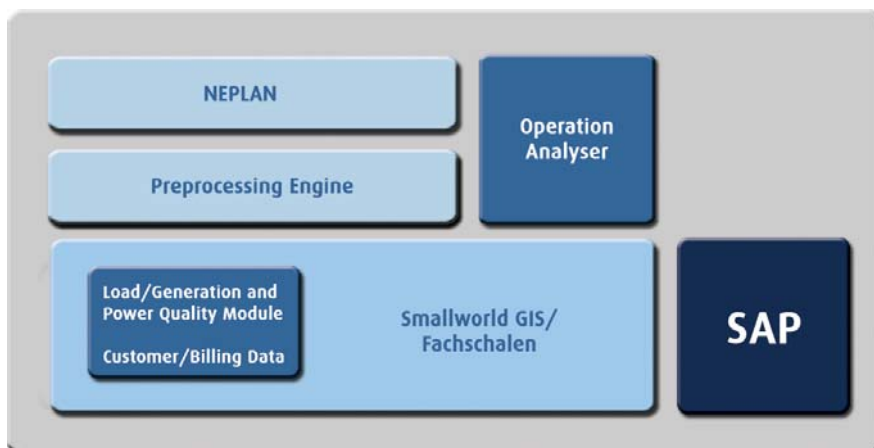 NEPLAN
Operation
Analyser
Preprocessing Engine
Load/Generation and
Power Quality Module
Customer/Billing Data
Smallworld GIS/
Fachschalen
SAP